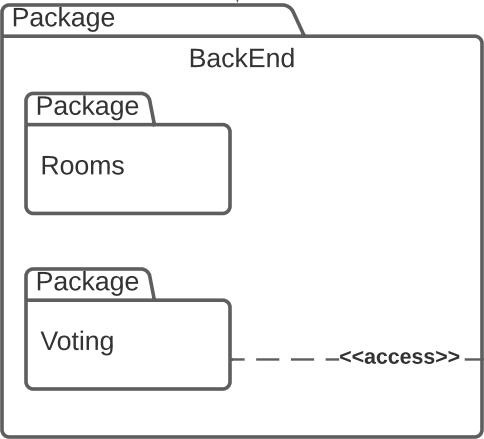 Package
BackEnd
Package
Rooms
Package
Voting
<<access>>